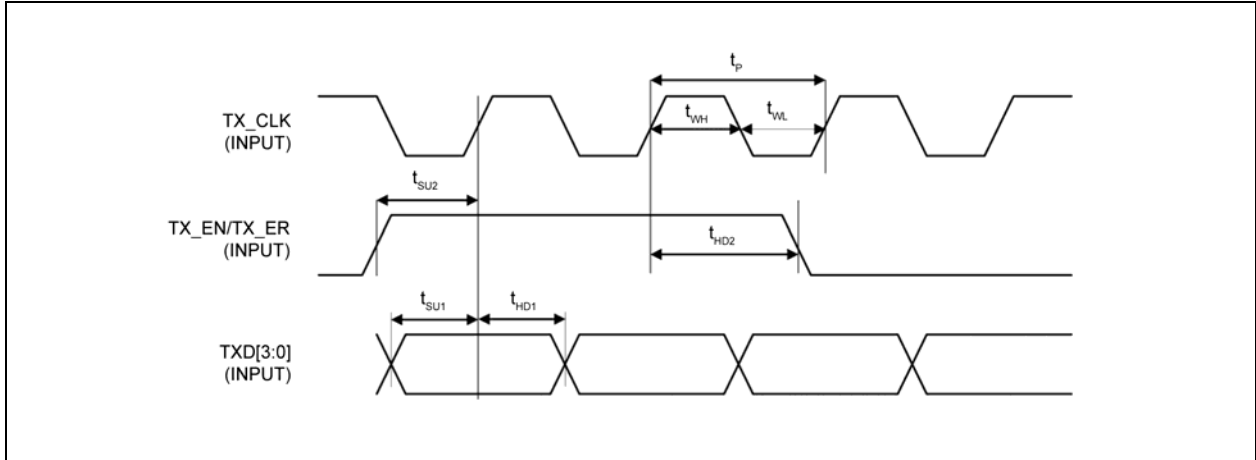 t_P
TX_CLK
(INPUT)
t_WH
t_WL
t_SU2
TX_EN/TX_ER
(INPUT)
t_HD2
t_SU1
t_HD1
TXD[3:0]
(INPUT)